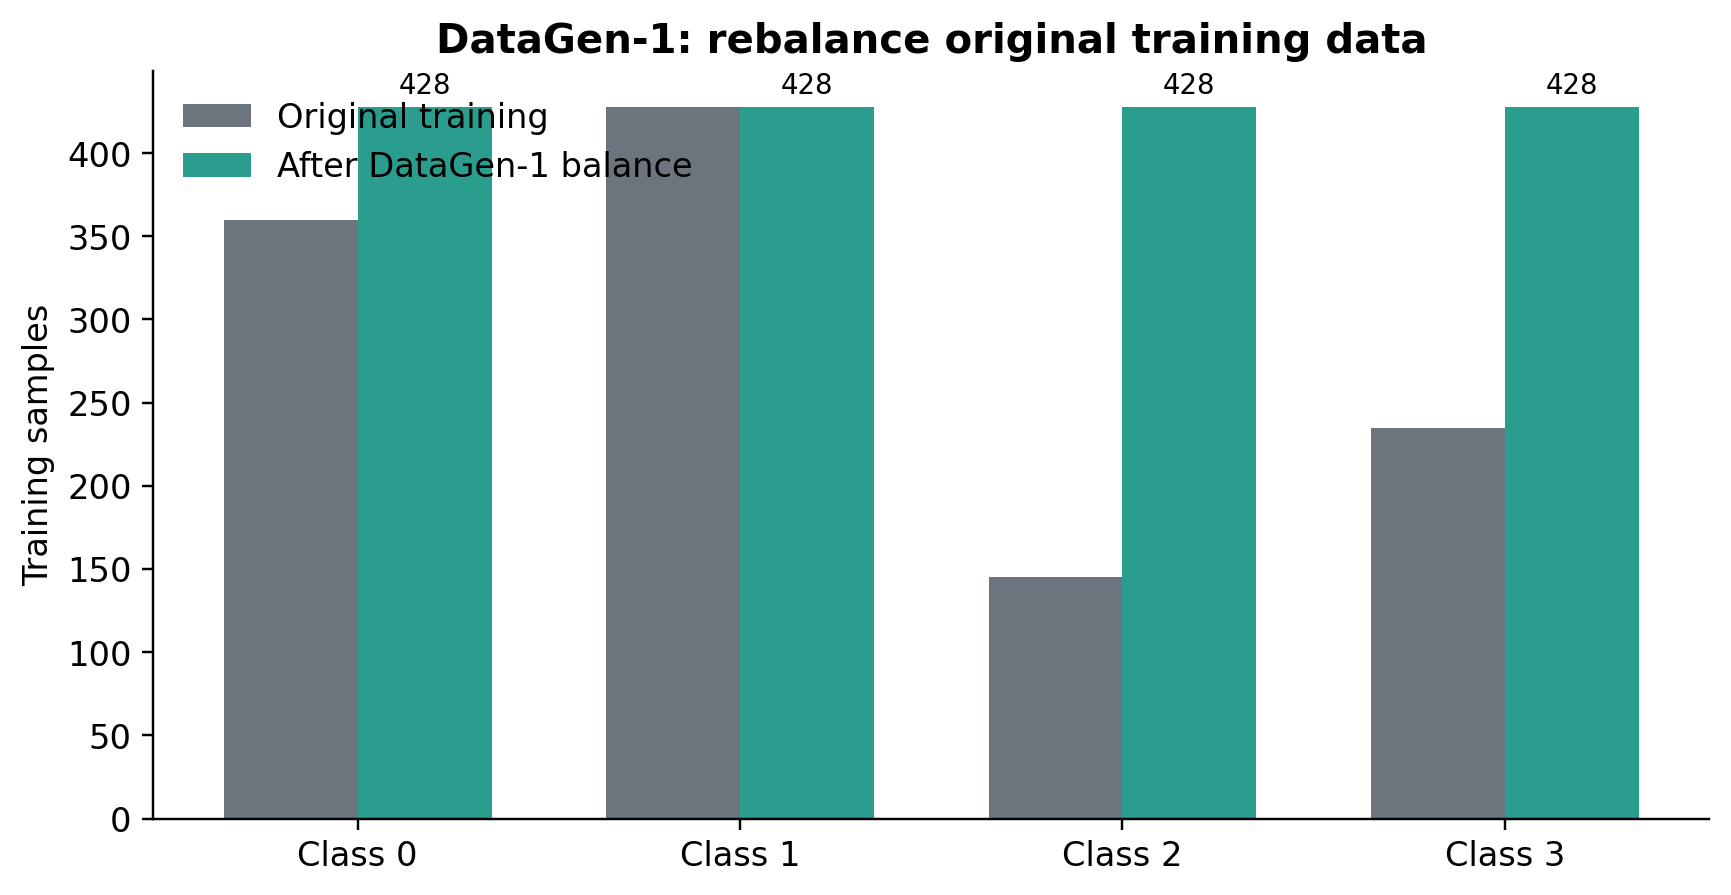 DataGen-1: rebalance original training data
428 428 428 428
Original training
After DataGen-1 balance
400
350
300
250
200
150
100
50
0
Training samples
Class 0 Class 1 Class 2 Class 3